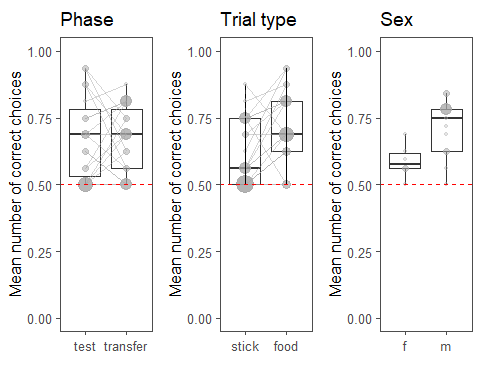 Phase
Mean number of correct choices
1.00
0.75
0.50
0.25
0.00
test transfer
Trial type
Mean number of correct choices
1.00
0.75
0.50
0.25
0.00
stick food
Sex
Mean number of correct choices
1.00
0.75
0.50
0.25
0.00
f m